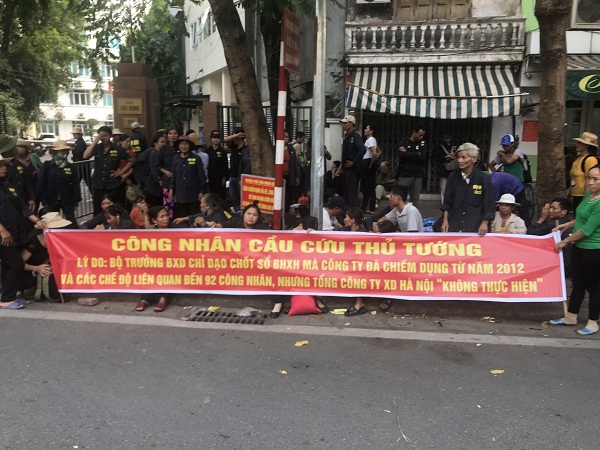 CÔNG NHÂN CẦU CỨU THỦ TƯỚNG
LÝ DO: BỘ TRƯỞNG BXD CHỈ ĐẠO CHỐT SỔ BHXH MÀ CÔNG TY ĐÃ CHIẾM DỤNG TỪ NĂM 2012
VÀ CÁC CHẾ ĐỘ LIÊN QUAN ĐẾN 92 CÔNG NHÂN, NHƯNG TỔNG CÔNG TY XD HÀ NỘI "KHÔNG THỰC HIỆN"